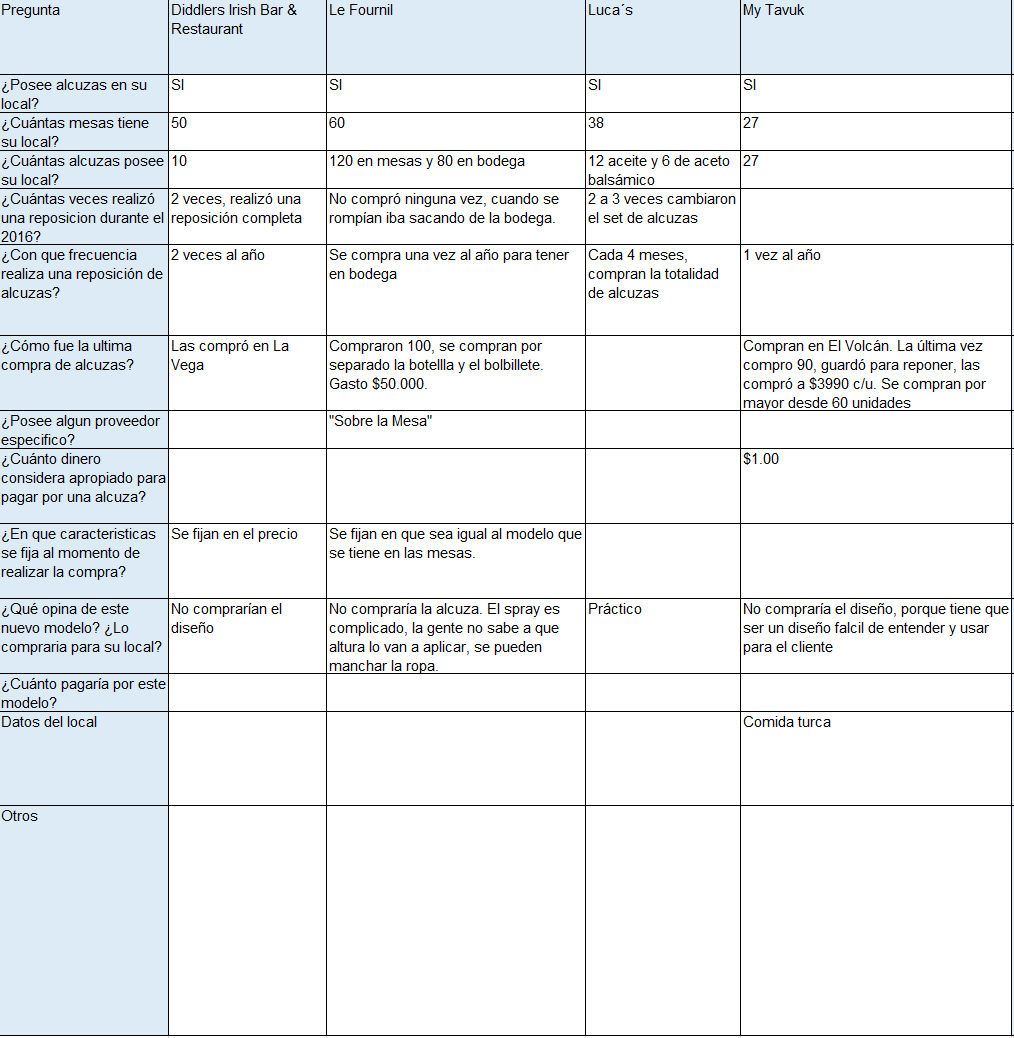 Pregunta
Diddlers Irish Bar &
Restaurant
Le Fournil
Luca´s
My Tavuk
¿Posee alcuzas en su
local?
SI
SI
SI
SI
¿Cuántas mesas tiene
su local?
50
60
38
27
¿Cuántas alcuzas posee
su local?
10
120 en mesas y 80 en bodega
12 aceite y 6 de aceto
balsámico
27
¿Cuántas veces realizó
una reposicion durante el
2016?
2 veces, realizó una
reposición completa
No compró ninguna vez, cuando se
rompían iba sacando de la bodega.
2 a 3 veces cambiaron
el set de alcuzas
¿Con que frecuencia
realiza una reposición de
alcuzas?
2 veces al año
Se compra una vez al año para tener
en bodega
Cada 4 meses,
compran la totalidad
de alcuzas
1 vez al año
¿Cómo fue la ultima
compra de alcuzas?
Las compró en La
Vega
Compraron 100, se compran por
separado la botellla y el bolbillete.
Gasto $50.000.
Compran en El Volcán. La última vez
compro 90, guardó para reponer, las
compró a $3990 c/u. Se compran por
mayor desde 60 unidades
¿Posee algun proveedor
especifico?
"Sobre la Mesa"
¿Cuánto dinero
considera apropiado para
pagar por una alcuza?
$1.00
¿En que caracteristicas
se fija al momento de
realizar la compra?
Se fijan en el precio
Se fijan en que sea igual al modelo que
se tiene en las mesas.
¿Qué opina de este
nuevo modelo? ¿Lo
compraria para su local?
No comprarían el
diseño
No compraría la alcuza. El spray es
complicado, la gente no sabe a que
altura lo van a aplicar, se pueden
manchar la ropa.
Práctico
No compraría el diseño, porque tiene que
ser un diseño falcil de entender y usar
para el cliente
¿Cuánto pagaría por este
modelo?
Datos del local
Comida turca
Otros